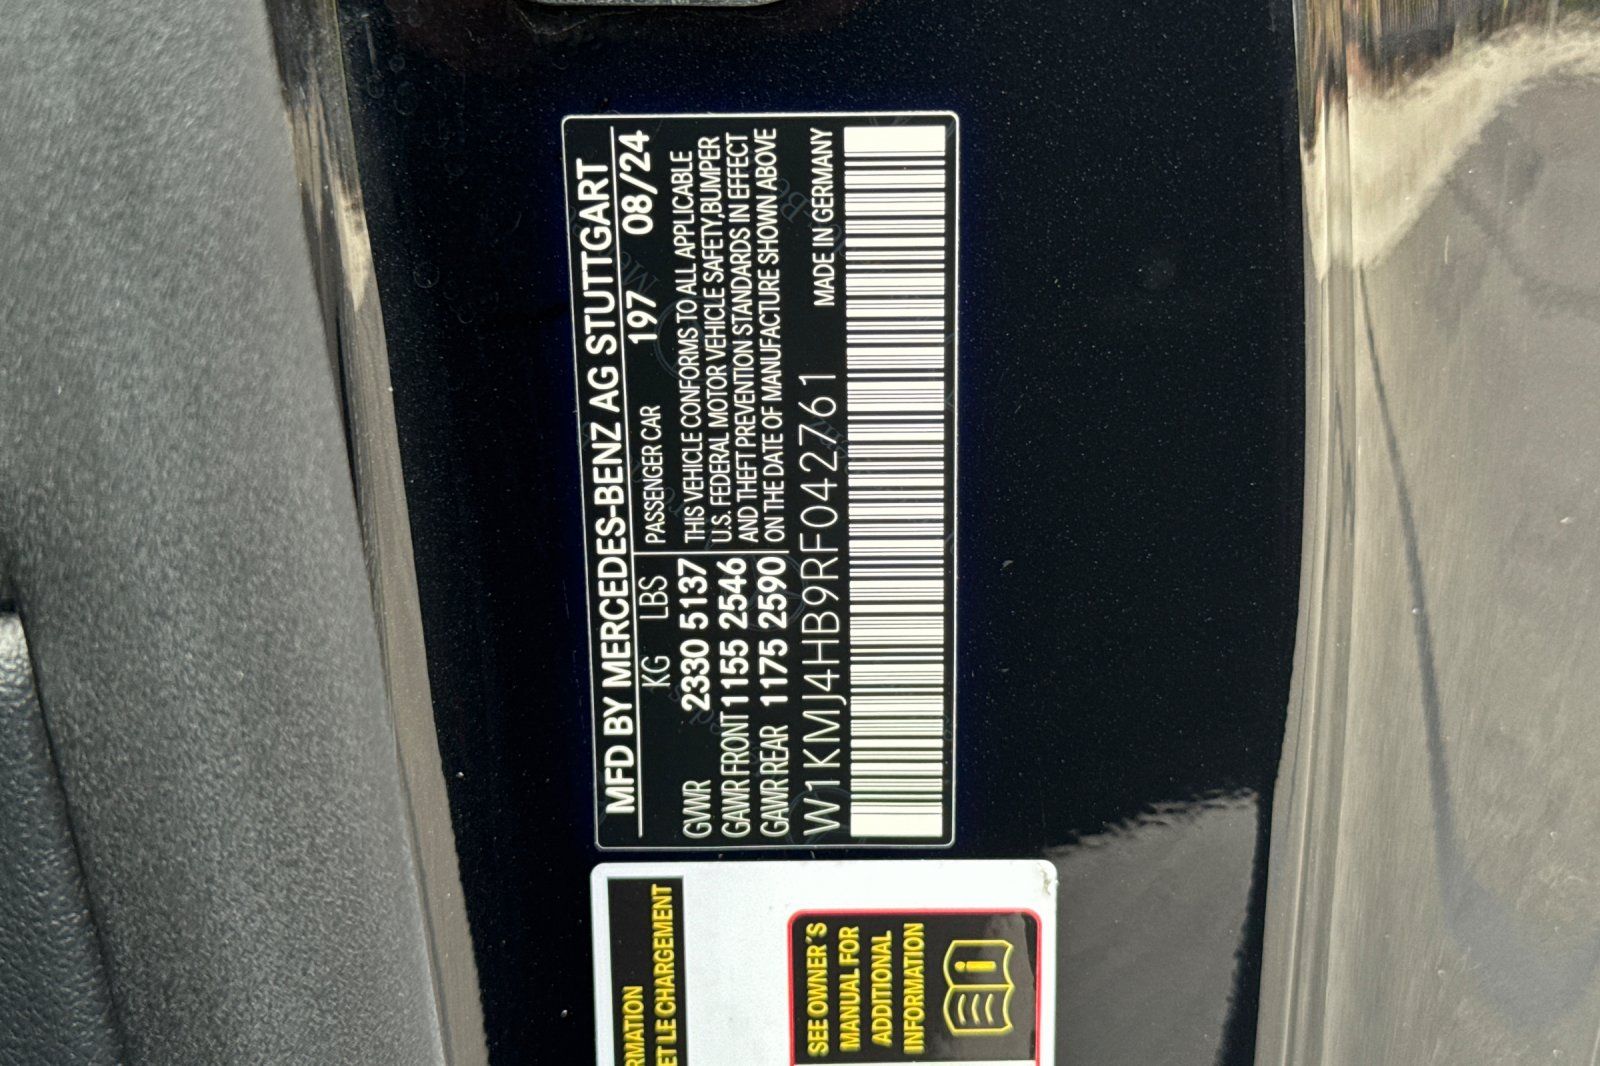 MFD BY MERCEDES-BENZ AG STUTTGART
KG LBS
PASSENGER CAR 197 08/24
GVWR 2330 5137
GAWR FRONT 1155 2546
GAWR REAR 1175 2590
THIS VEHICLE CONFORMS TO ALL APPLICABLE
U.S. FEDERAL MOTOR VEHICLE SAFETY,BUMPER
AND THEFT PREVENTION STANDARDS IN EFFECT
ON THE DATE OF MANUFACTURE SHOWN ABOVE
W1KMJ4HB9RF042761 MADE IN GERMANY
RMATION
ET LE CHARGEMENT
SEE OWNER'S
MANUAL FOR
ADDITIONAL
INFORMATION